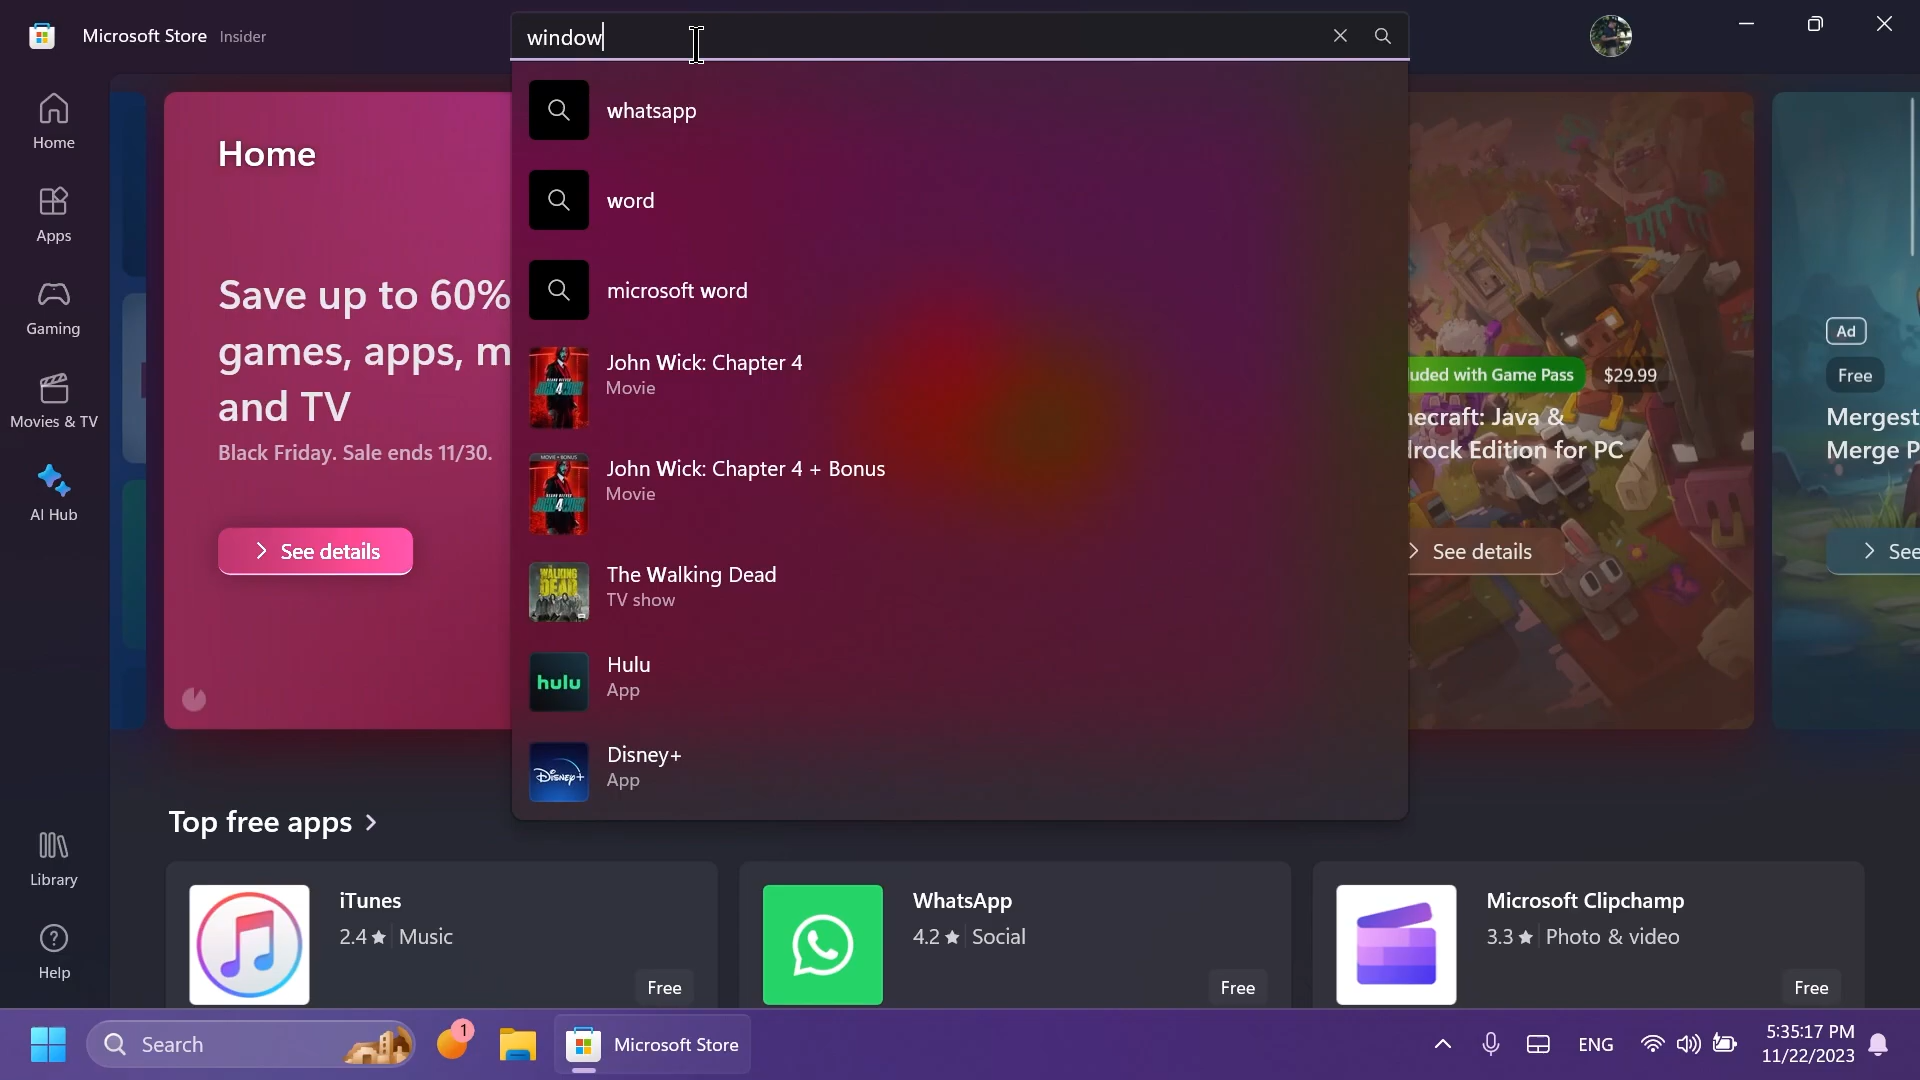 Microsoft Store Insider
window
Home
Apps
Gaming
Movies & TV
AI Hub
Library
Help
Home
Save up to 60%
games, apps, m
and TV
Black Friday. Sale ends 11/30.
See details
whatsapp
word
microsoft word
John Wick: Chapter 4
Movie
John Wick: Chapter 4 + Bonus
Movie
The Walking Dead
TV show
hulu
Hulu
App
Disney+
Disney+
App
uded with Game Pass $29.99
necraft: Java &
drock Edition for PC
See details
Ad
Free
Mergest
Merge P
See
Top free apps
iTunes
2.4 ★ Music
Free
WhatsApp
4.2 ★ Social
Free
Microsoft Clipchamp
3.3 ★ Photo & video
Free
Search
1
Microsoft Store
ENG
5:35:17 PM
11/22/2023